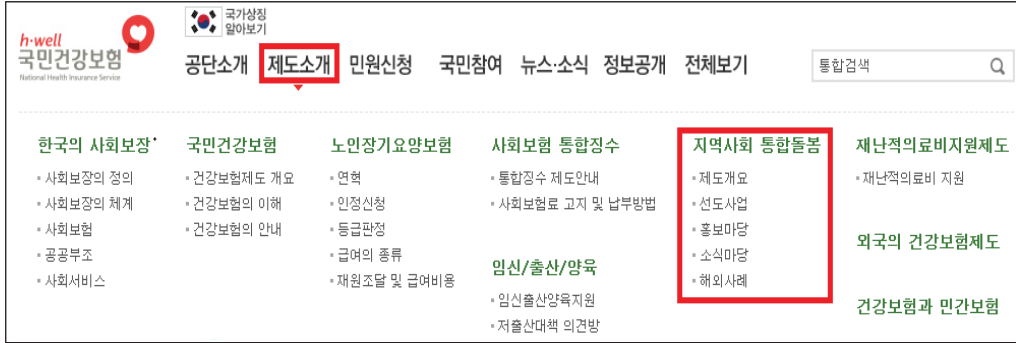 국가상징
알아보기
h·well
국민건강보험
National Health Insurance Service
공단소개 제도소개 민원신청 국민참여 뉴스·소식 정보공개 전체보기
통합검색
한국의 사회보장
사회보장의 정의
사회보장의 체계
사회보험
공공부조
사회서비스
국민건강보험
건강보험제도 개요
건강보험의 이해
건강보험의 안내
노인장기요양보험
연혁
인정신청
등급판정
급여의 종류
재원조달 및 급여비용
사회보험 통합징수
통합징수 제도안내
사회보험료 고지 및 납부방법
임신/출산/양육
임신출산양육지원
저출산대책 의견방
지역사회 통합돌봄
제도개요
선도사업
홍보마당
소식마당
해외사례
재난적의료비지원제도
재난적의료비 지원
외국의 건강보험제도
건강보험과 민간보험